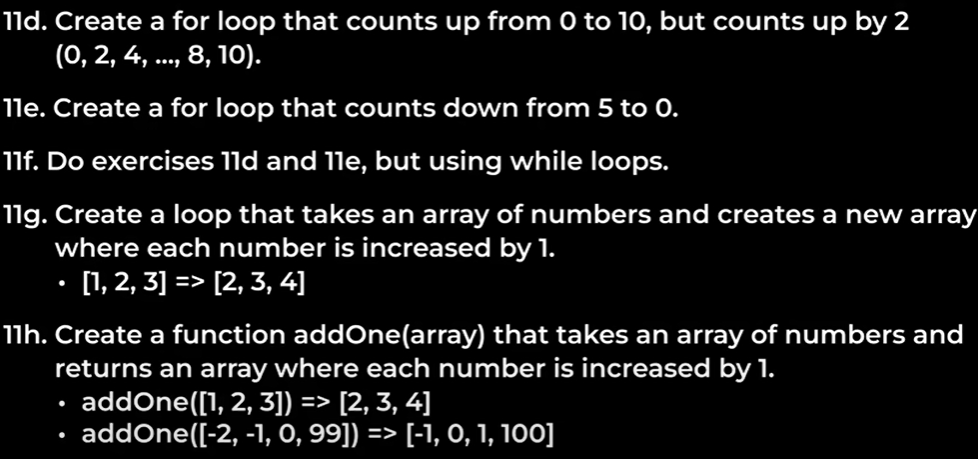 11d. Create a for loop that counts up from 0 to 10, but counts up by 2
(0, 2, 4, ..., 8, 10).
11e. Create a for loop that counts down from 5 to 0.
11f. Do exercises 11d and 11e, but using while loops.
11g. Create a loop that takes an array of numbers and creates a new array
where each number is increased by 1.
• [1, 2, 3] => [2, 3, 4]
11h. Create a function addOne(array) that takes an array of numbers and
returns an array where each number is increased by 1.
• addOne([1, 2, 3]) => [2, 3, 4]
• addOne([-2, -1, 0, 99]) => [-1, 0, 1, 100]